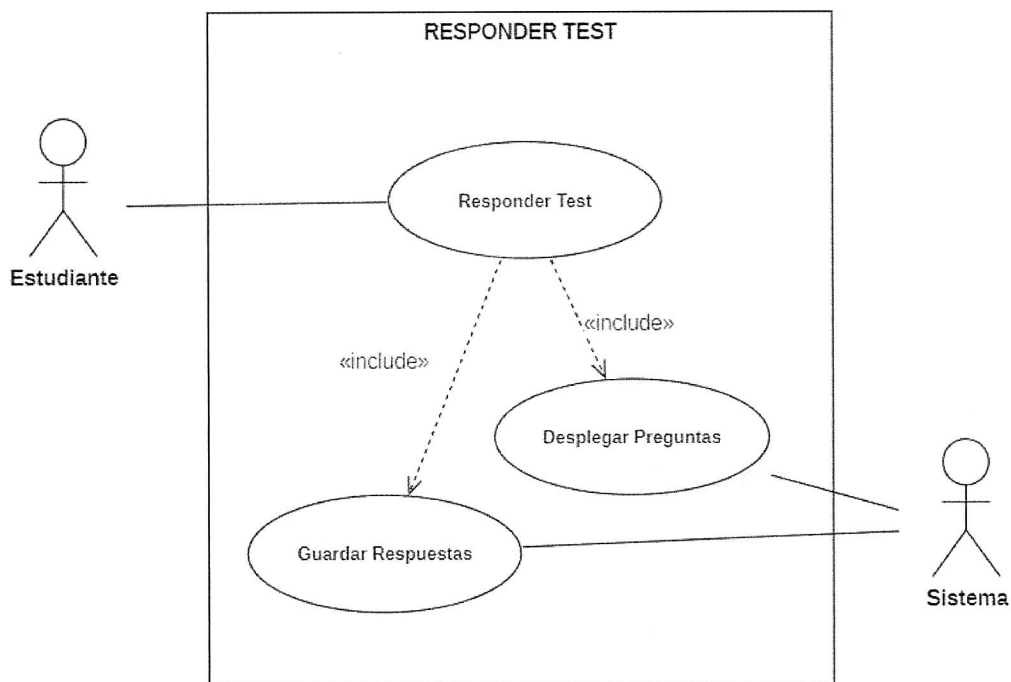 RESPONDER TEST
Responder Test
Estudiante
«include»
«include»
Desplegar Preguntas
Guardar Respuestas
Sistema